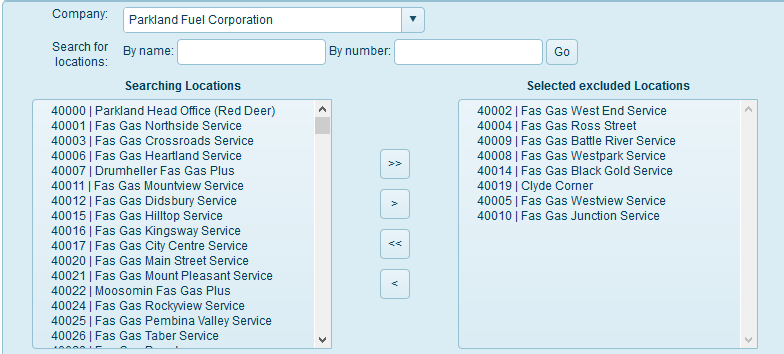 Company: Parkland Fuel Corporation
Search for locations: By name: By number: Go
Searching Locations
40000 | Parkland Head Office (Red Deer)
40001 | Fas Gas Northside Service
40003 | Fas Gas Crossroads Service
40006 | Fas Gas Heartland Service
40007 | Drumheller Fas Gas Plus
40011 | Fas Gas Mountview Service
40012 | Fas Gas Didsbury Service
40015 | Fas Gas Hilltop Service
40016 | Fas Gas Kingsway Service
40017 | Fas Gas City Centre Service
40020 | Fas Gas Main Street Service
40021 | Fas Gas Mount Pleasant Service
40022 | Moosomin Fas Gas Plus
40024 | Fas Gas Rockyview Service
40025 | Fas Gas Pembina Valley Service
40026 | Fas Gas Taber Service
>>
>
<<
<
Selected excluded Locations
40002 | Fas Gas West End Service
40004 | Fas Gas Ross Street
40009 | Fas Gas Battle River Service
40008 | Fas Gas Westpark Service
40014 | Fas Gas Black Gold Service
40019 | Clyde Corner
40005 | Fas Gas Westview Service
40010 | Fas Gas Junction Service